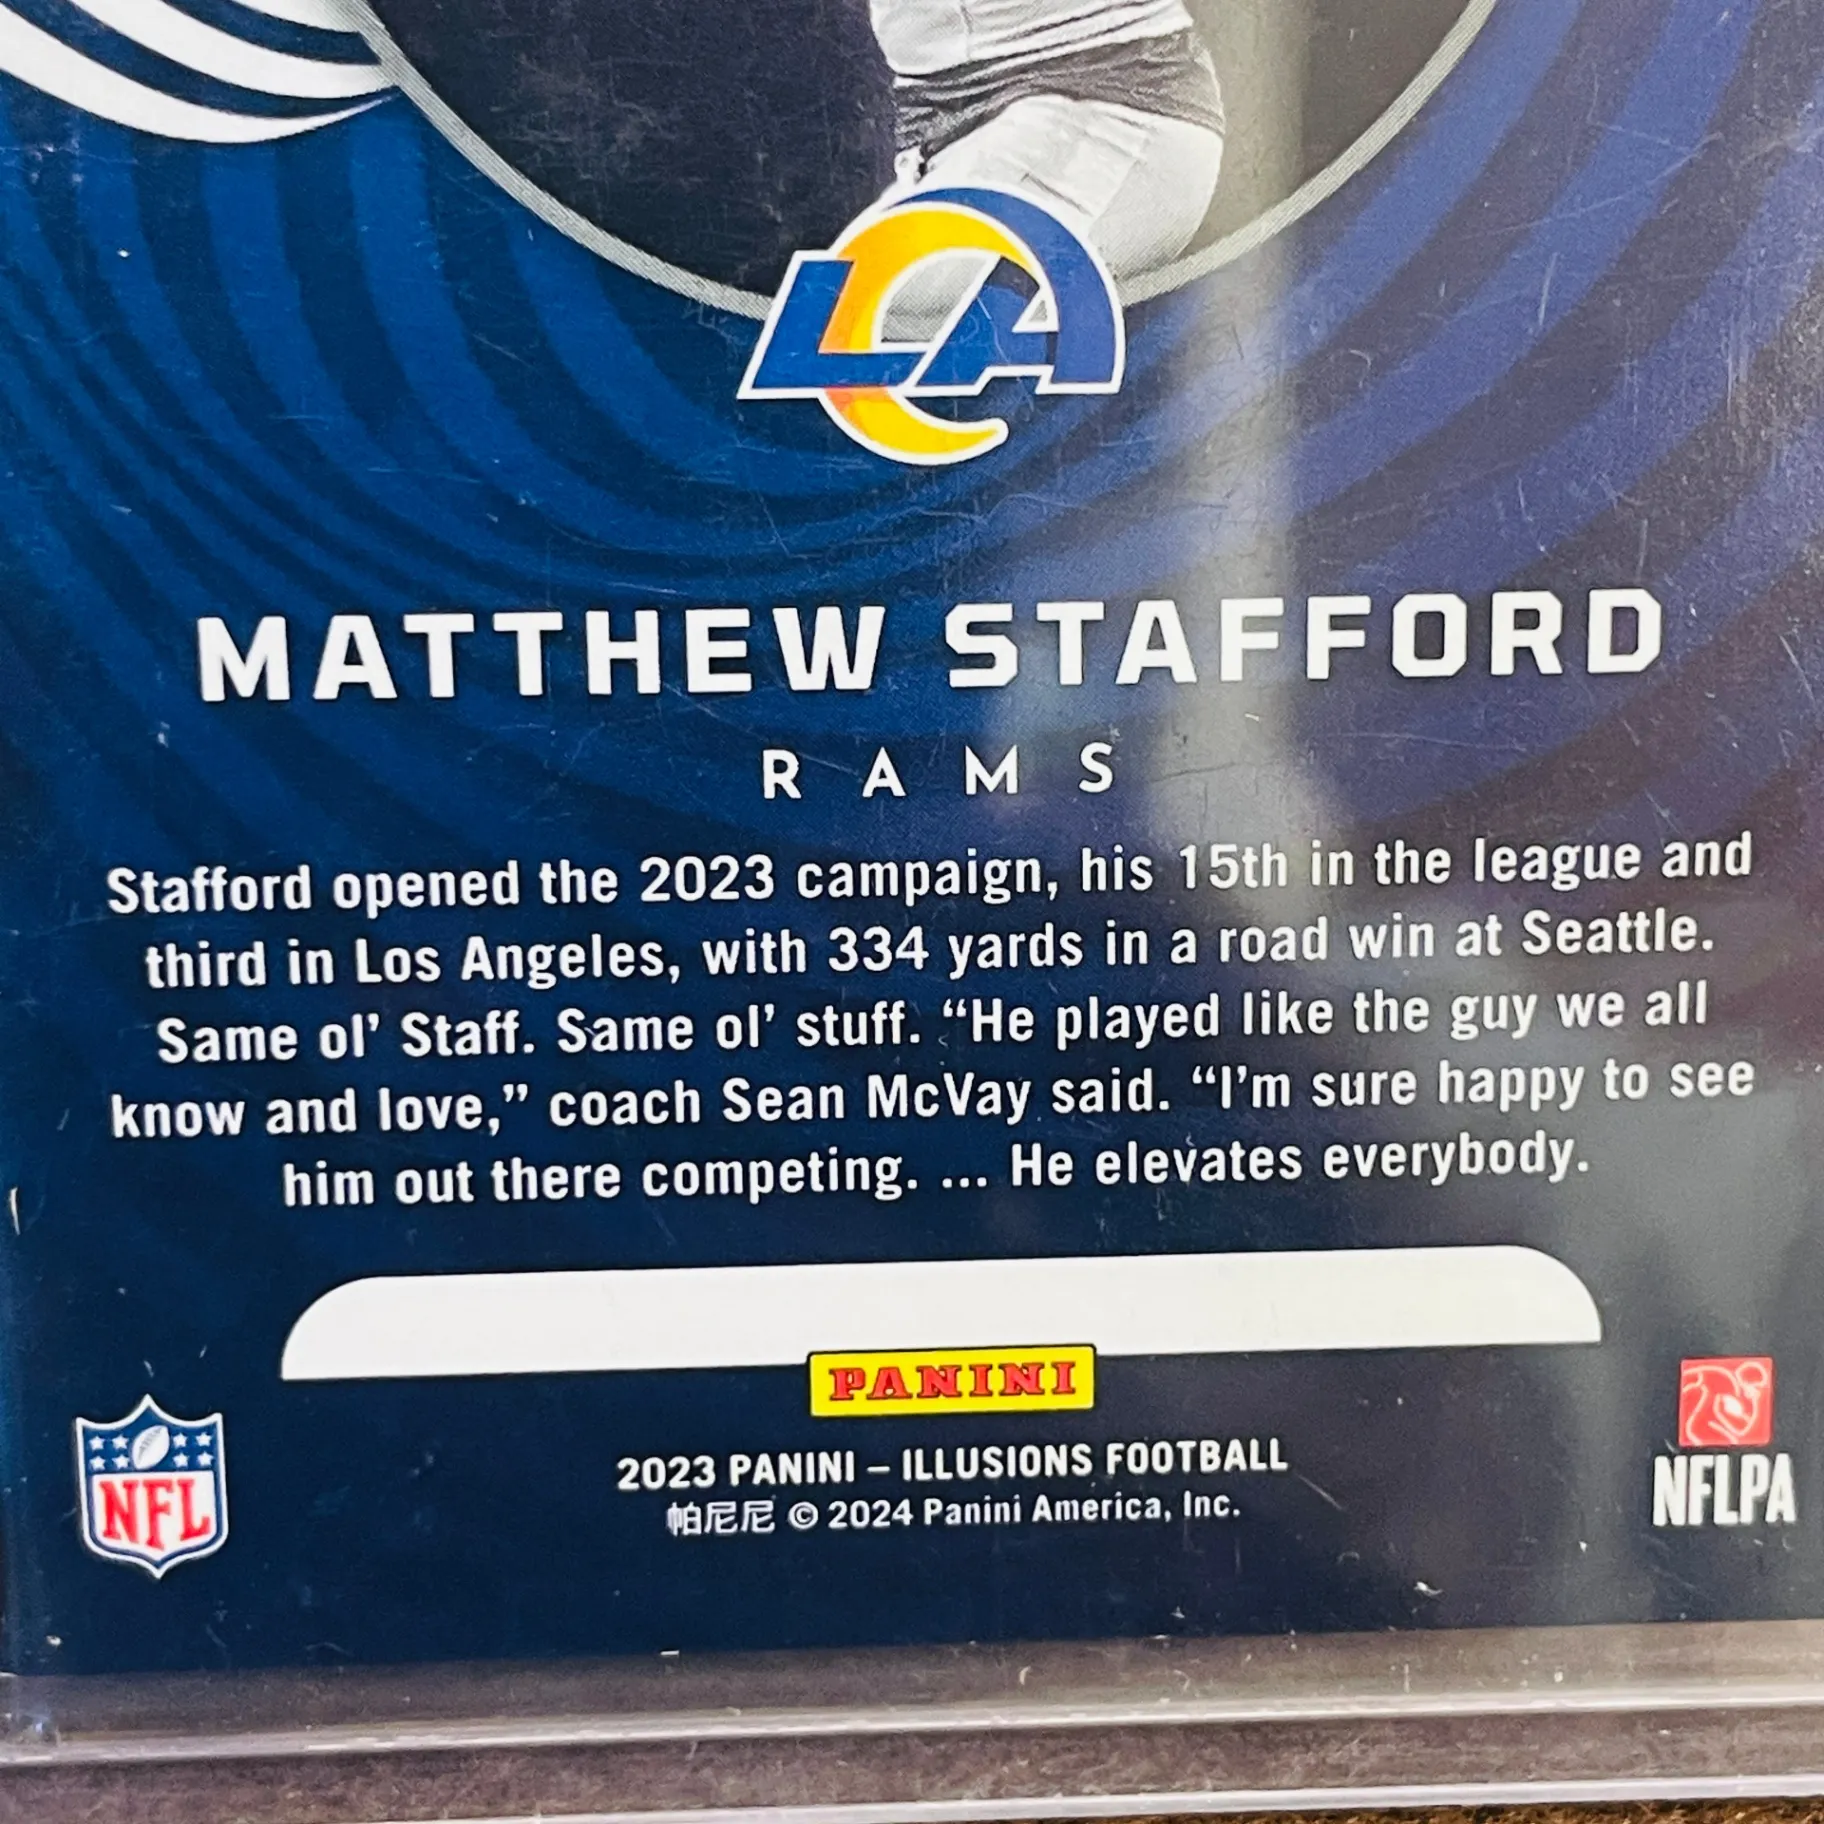 LA
MATTHEW STAFFORD
RAMS
Stafford opened the 2023 campaign, his 15th in the league and
third in Los Angeles, with 334 yards in a road win at Seattle.
Same ol’ Staff. Same ol’ stuff. “He played like the guy we all
know and love,” coach Sean McVay said. “I’m sure happy to see
him out there competing. ... He elevates everybody.
PANINI
2023 PANINI – ILLUSIONS FOOTBALL
帕尼尼 © 2024 Panini America, Inc.
NFL
NFLPA